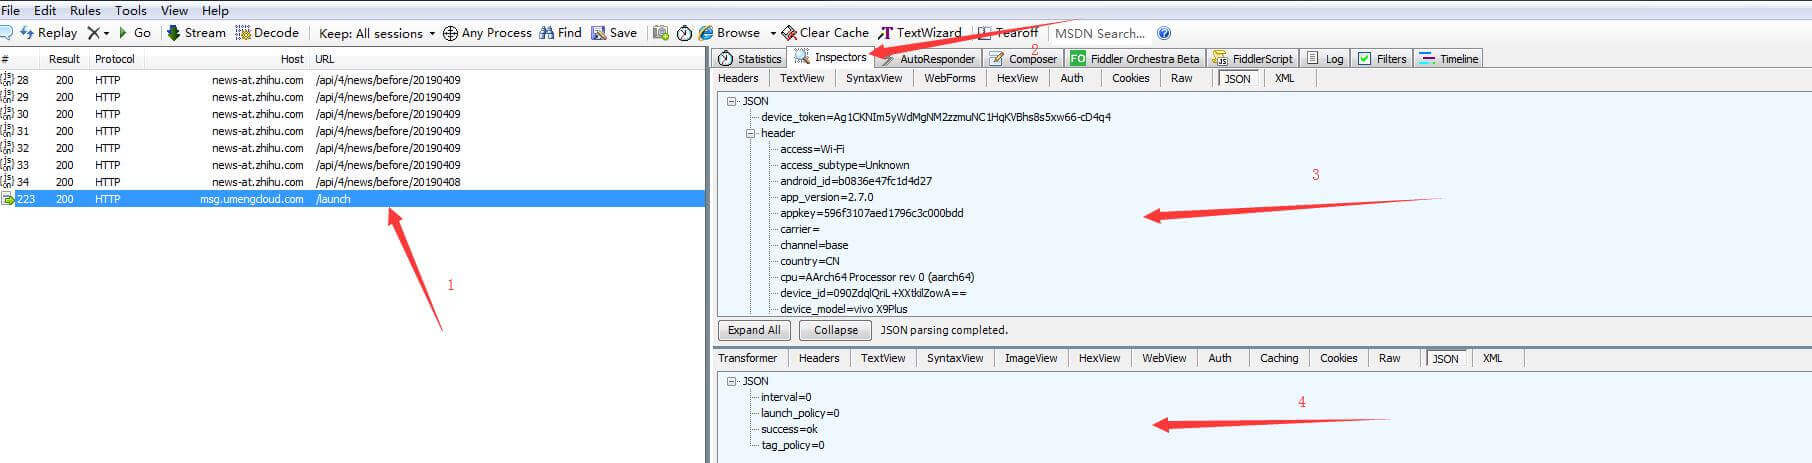 File Edit Rules Tools View Help
Replay Go Stream Decode Keep: All sessions Any Process Find Save Browse Clear Cache TextWizard Tearoff MSDN Search...
# Result Protocol Host URL
28 200 HTTP news-at.zhihu.com /api/4/news/before/20190409
29 200 HTTP news-at.zhihu.com /api/4/news/before/20190409
30 200 HTTP news-at.zhihu.com /api/4/news/before/20190409
31 200 HTTP news-at.zhihu.com /api/4/news/before/20190409
32 200 HTTP news-at.zhihu.com /api/4/news/before/20190409
33 200 HTTP news-at.zhihu.com /api/4/news/before/20190409
34 200 HTTP news-at.zhihu.com /api/4/news/before/20190408
223 200 HTTP msg.umengcloud.com /launch
1
2
Statistics Inspectors AutoResponder Composer FO Fiddler Orchestra Beta FiddlerScript Log Filters Timeline
Headers TextView SyntaxView WebForms HexView Auth Cookies Raw JSON XML
JSON
device_token=Ag1CKNIm5yWdMgNM2zzmuNC1HqKVBhs8s5xw66-cD4q4
header
access=Wi-Fi
access_subtype=Unknown
android_id=b0836e47fc1d4d27
app_version=2.7.0
appkey=596f3107aed1796c3c000bdd
carrier=
channel=base
country=CN
cpu=AArch64 Processor rev 0 (aarch64)
device_id=090ZdqlQriL+XXtkilZowA==
device_model=vivo X9Plus
3
Expand All Collapse JSON parsing completed.
Transformer Headers TextView SyntaxView ImageView HexView WebView Auth Caching Cookies Raw JSON XML
JSON
interval=0
launch_policy=0
success=ok
tag_policy=0
4